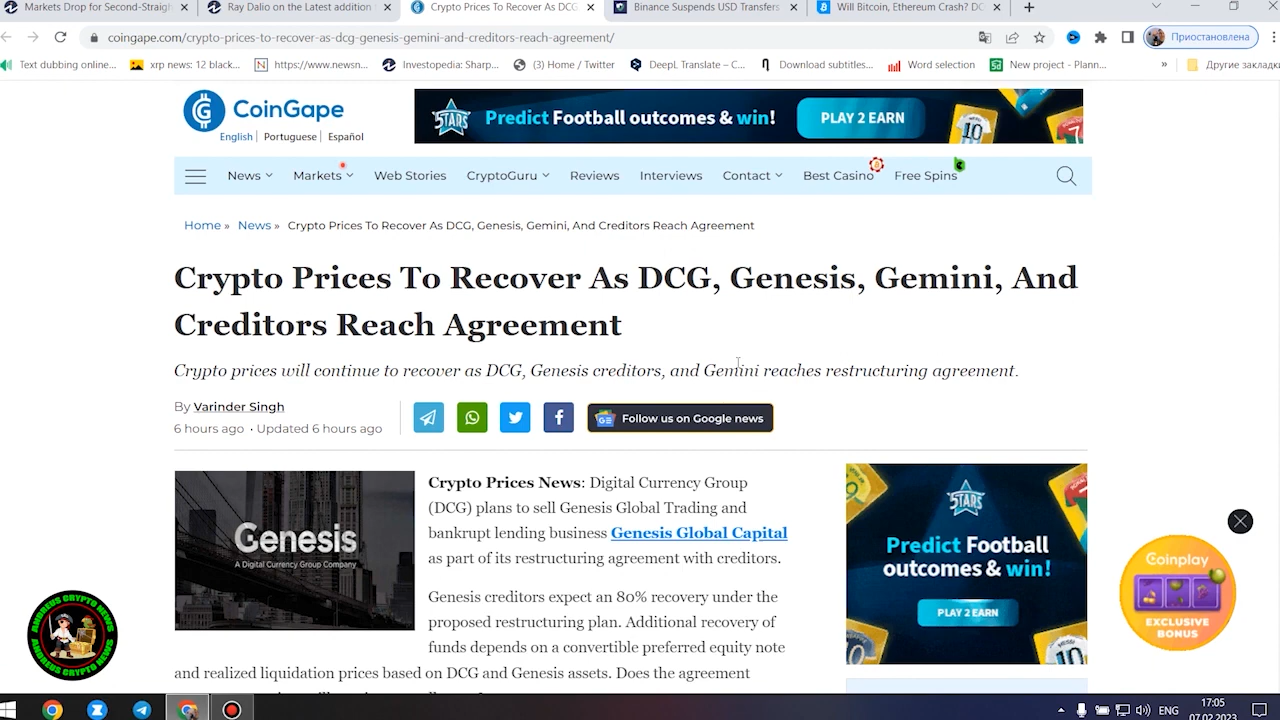 Markets Drop for Second-Straigh
Ray Dalio on the Latest addition
Crypto Prices To Recover As DCG,
Binance Suspends USD Transfers
Will Bitcoin, Ethereum Crash? DC
coingape.com/crypto-prices-to-recover-as-dcg-genesis-gemini-and-creditors-reach-agreement/
Приостановлена
Text dubbing online...
xrp news: 12 black...
https://www.newsn...
Investopedia: Sharp...
(3) Home / Twitter
DeepL Translate – C...
Download subtitles...
Word selection
New project - Plann...
»
Другие закладки
CoinGape
English | Portuguese | Español
STARS
Predict Football outcomes & win!
PLAY 2 EARN
10
News
Markets
Web Stories
CryptoGuru
Reviews
Interviews
Contact
Best Casino
Free Spins
Home » News » Crypto Prices To Recover As DCG, Genesis, Gemini, And Creditors Reach Agreement
Crypto Prices To Recover As DCG, Genesis, Gemini, And
Creditors Reach Agreement
Crypto prices will continue to recover as DCG, Genesis creditors, and Gemini reaches restructuring agreement.
By Varinder Singh
6 hours ago · Updated 6 hours ago
Follow us on Google news
Genesis
A Digital Currency Group Company
Crypto Prices News: Digital Currency Group
(DCG) plans to sell Genesis Global Trading and
bankrupt lending business Genesis Global Capital
as part of its restructuring agreement with creditors.
Genesis creditors expect an 80% recovery under the
proposed restructuring plan. Additional recovery of
funds depends on a convertible preferred equity note
and realized liquidation prices based on DCG and Genesis assets. Does the agreement
STARS
Predict Football
outcomes & win!
PLAY 2 EARN
MESSI
10
Coinplay
EXCLUSIVE
BONUS
ANDREUS CRYPTO NEWS
ANDREUS CRYPTO NEWS
ENG
17:05
07.02.2023